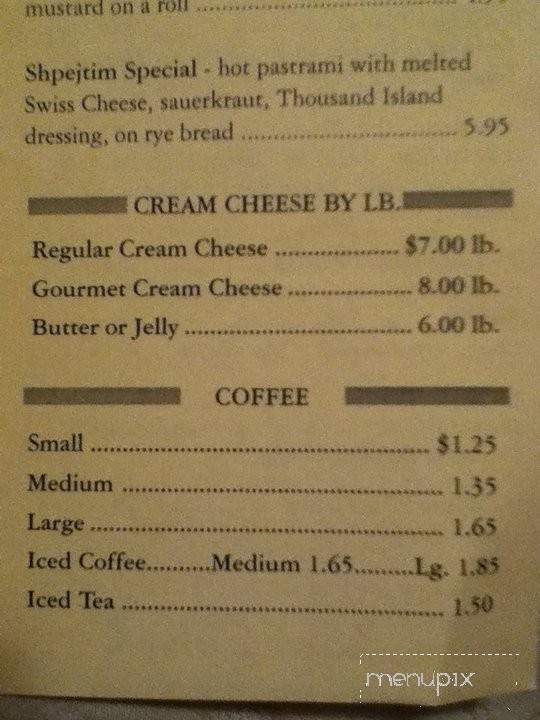 mustard on a roll ..........................................
Shpejtim Special - hot pastrami with melted
Swiss Cheese, sauerkraut, Thousand Island
dressing, on rye bread .................................... 5.95
CREAM CHEESE BY LB.
Regular Cream Cheese .................... $7.00 lb.
Gourmet Cream Cheese .................... 8.00 lb.
Butter or Jelly ..................................... 6.00 lb.
COFFEE
Small ....................................................... $1.25
Medium .................................................... 1.35
Large ......................................................... 1.65
Iced Coffee..........Medium 1.65.........Lg. 1.85
Iced Tea .................................................... 1.50
menupix